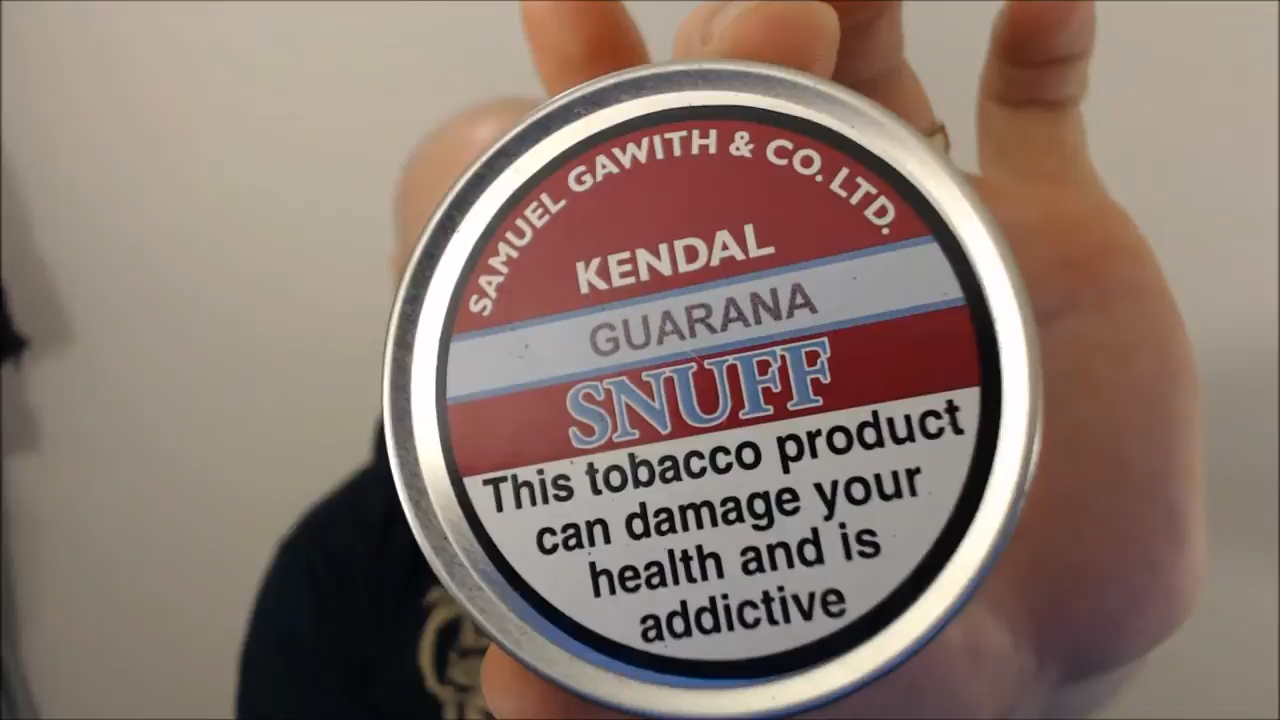 SAMUEL GAWITH & CO. LTD.
KENDAL
GUARANA
SNUFF
This tobacco product
can damage your
health and is
addictive